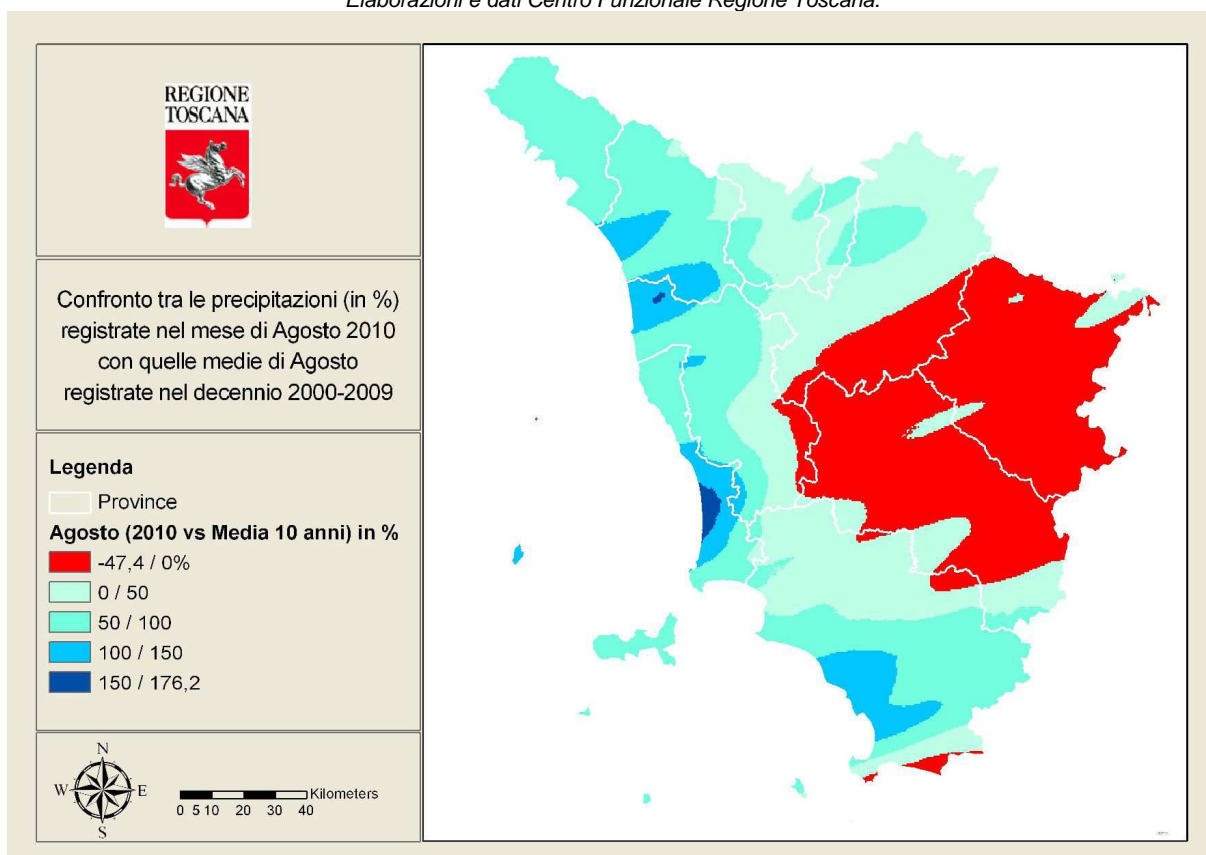 Elaborazioni e dati Centro Funzionale Regione Toscana.
REGIONE
TOSCANA
Confronto tra le precipitazioni (in %)
registrate nel mese di Agosto 2010
con quelle medie di Agosto
registrate nel decennio 2000-2009
Legenda
Province
Agosto (2010 vs Media 10 anni) in %
-47,4 / 0%
0 / 50
50 / 100
100 / 150
150 / 176,2
N
W E
S
Kilometers
0 5 10 20 30 40